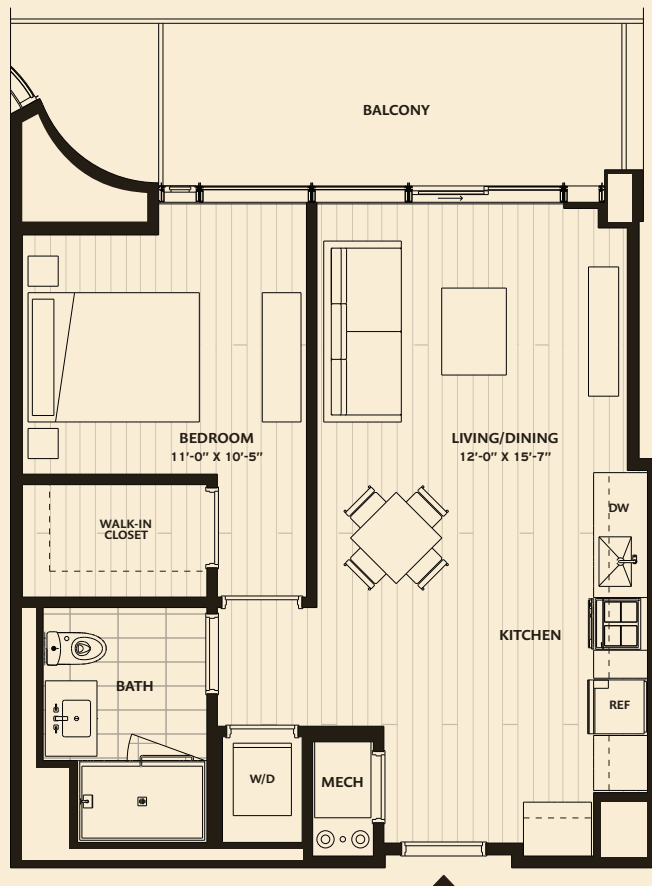 BALCONY
BEDROOM
11'-0" X 10'-5"
LIVING/DINING
12'-0" X 15'-7"
WALK-IN
CLOSET
DW
KITCHEN
BATH
REF
W/D
MECH